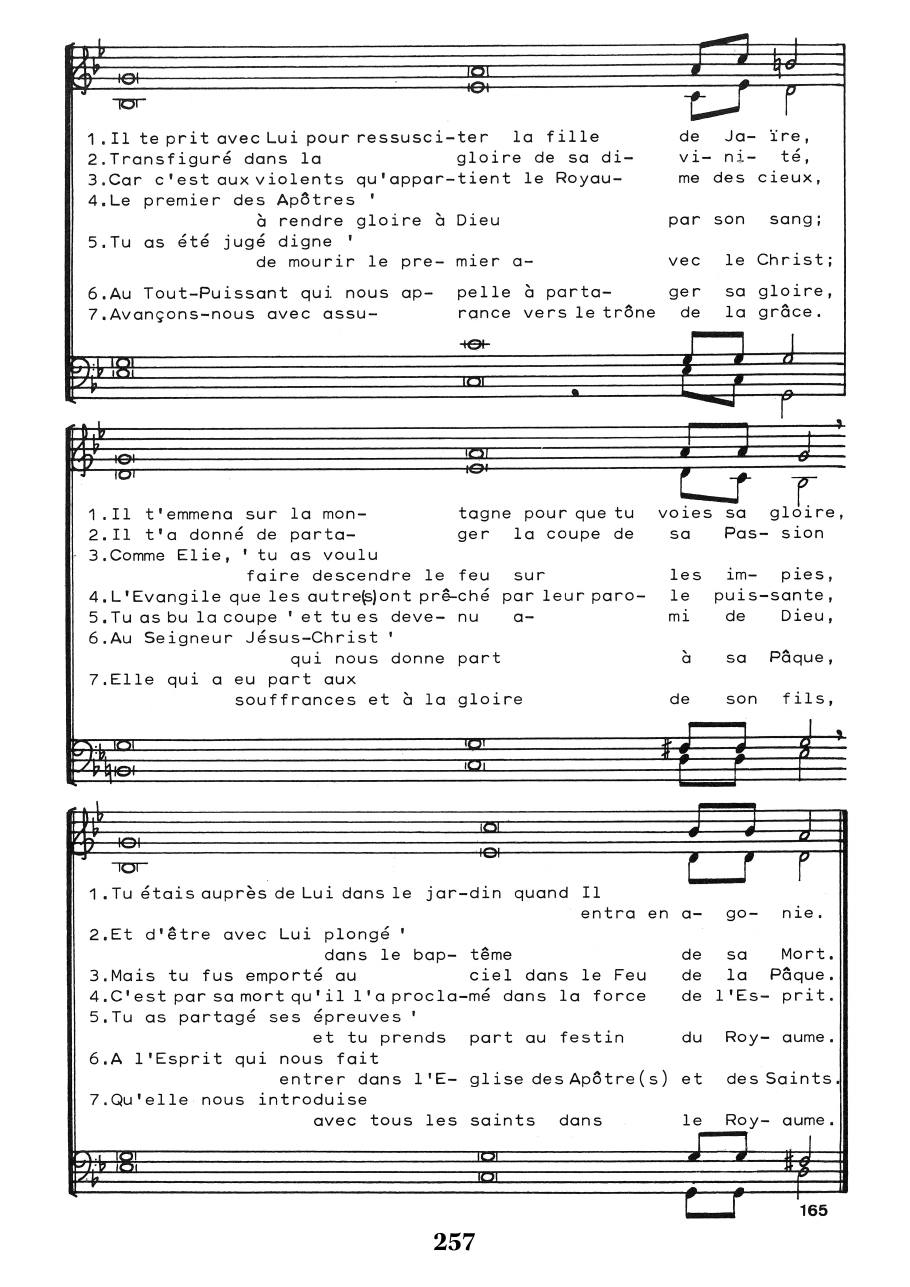 1.Il te prit avec Lui pour ressusci-ter la fille de Ja- ïre,
2.Transfiguré dans la gloire de sa di- vi- ni- té,
3.Car c'est aux violents qu'appar-tient le Royau- me des cieux,
4.Le premier des Apôtres '
à rendre gloire à Dieu par son sang;
5.Tu as été jugé digne '
de mourir le pre- mier a- vec le Christ;
6.Au Tout-Puissant qui nous ap- pelle à parta- ger sa gloire,
7.Avançons-nous avec assu- rance vers le trône de la grâce.
1.Il t'emmena sur la mon- tagne pour que tu voies sa gloire,
2.Il t'a donné de parta- ger la coupe de sa Pas- sion
3.Comme Elie, ' tu as voulu
faire descendre le feu sur les im- pies,
4.L'Evangile que les autre(s)ont prê-ché par leur paro- le puis-sante,
5.Tu as bu la coupe ' et tu es deve- nu a- mi de Dieu,
6.Au Seigneur Jésus-Christ '
qui nous donne part à sa Pâque,
7.Elle qui a eu part aux
souffrances et à la gloire de son fils,
1.Tu étais auprès de Lui dans le jar-din quand Il
entra en a- go- nie.
2.Et d'être avec Lui plongé '
dans le bap- tême de sa Mort.
3.Mais tu fus emporté au ciel dans le Feu de la Pâque.
4.C'est par sa mort qu'il l'a procla-mé dans la force de l'Es- prit.
5.Tu as partagé ses épreuves '
et tu prends part au festin du Roy- aume.
6.A l'Esprit qui nous fait
entrer dans l'E- glise des Apôtre(s) et des Saints.
7.Qu'elle nous introduise
avec tous les saints dans le Roy- aume.
165
257